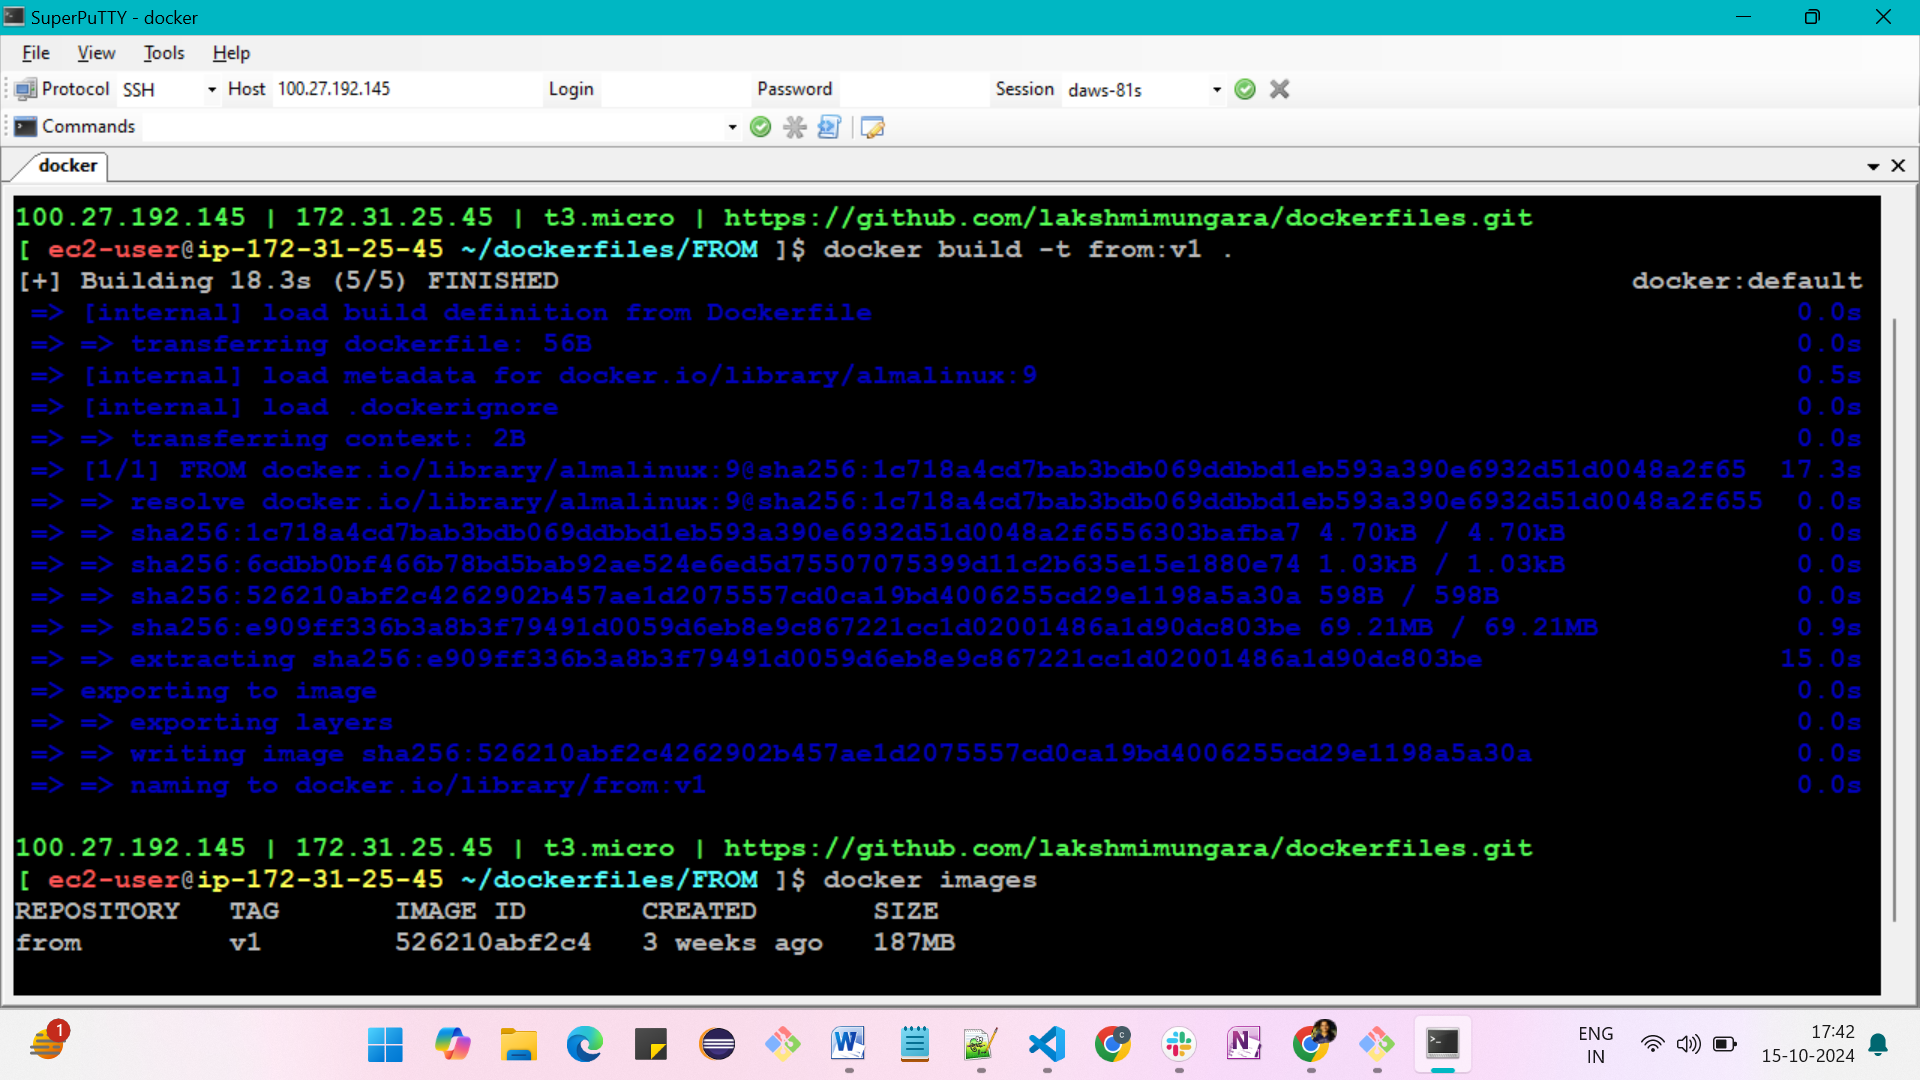 SuperPuTTY - docker
File View Tools Help
Protocol SSH Host 100.27.192.145 Login Password Session daws-81s
Commands
docker
100.27.192.145 | 172.31.25.45 | t3.micro | https://github.com/lakshmimungara/dockerfiles.git
[ ec2-user@ip-172-31-25-45 ~/dockerfiles/FROM ]$ docker build -t from:v1 .
[+] Building 18.3s (5/5) FINISHED docker:default
=> [internal] load build definition from Dockerfile 0.0s
=> => transferring dockerfile: 56B 0.0s
=> [internal] load metadata for docker.io/library/almalinux:9 0.5s
=> [internal] load .dockerignore 0.0s
=> => transferring context: 2B 0.0s
=> [1/1] FROM docker.io/library/almalinux:9@sha256:1c718a4cd7bab3bdb069ddbbd1eb593a390e6932d51d0048a2f65 17.3s
=> => resolve docker.io/library/almalinux:9@sha256:1c718a4cd7bab3bdb069ddbbd1eb593a390e6932d51d0048a2f655 0.0s
=> => sha256:1c718a4cd7bab3bdb069ddbbd1eb593a390e6932d51d0048a2f6556303bafba7 4.70kB / 4.70kB 0.0s
=> => sha256:6cdbb0bf466b78bd5bab92ae524e6ed5d75507075399d11c2b635e15e1880e74 1.03kB / 1.03kB 0.0s
=> => sha256:526210abf2c4262902b457ae1d2075557cd0ca19bd4006255cd29e1198a5a30a 598B / 598B 0.0s
=> => sha256:e909ff336b3a8b3f79491d0059d6eb8e9c867221cc1d02001486a1d90dc803be 69.21MB / 69.21MB 0.9s
=> => extracting sha256:e909ff336b3a8b3f79491d0059d6eb8e9c867221cc1d02001486a1d90dc803be 15.0s
=> exporting to image 0.0s
=> => exporting layers 0.0s
=> => writing image sha256:526210abf2c4262902b457ae1d2075557cd0ca19bd4006255cd29e1198a5a30a 0.0s
=> => naming to docker.io/library/from:v1 0.0s
100.27.192.145 | 172.31.25.45 | t3.micro | https://github.com/lakshmimungara/dockerfiles.git
[ ec2-user@ip-172-31-25-45 ~/dockerfiles/FROM ]$ docker images
REPOSITORY TAG IMAGE ID CREATED SIZE
from v1 526210abf2c4 3 weeks ago 187MB
1
ENG
IN
17:42
15-10-2024